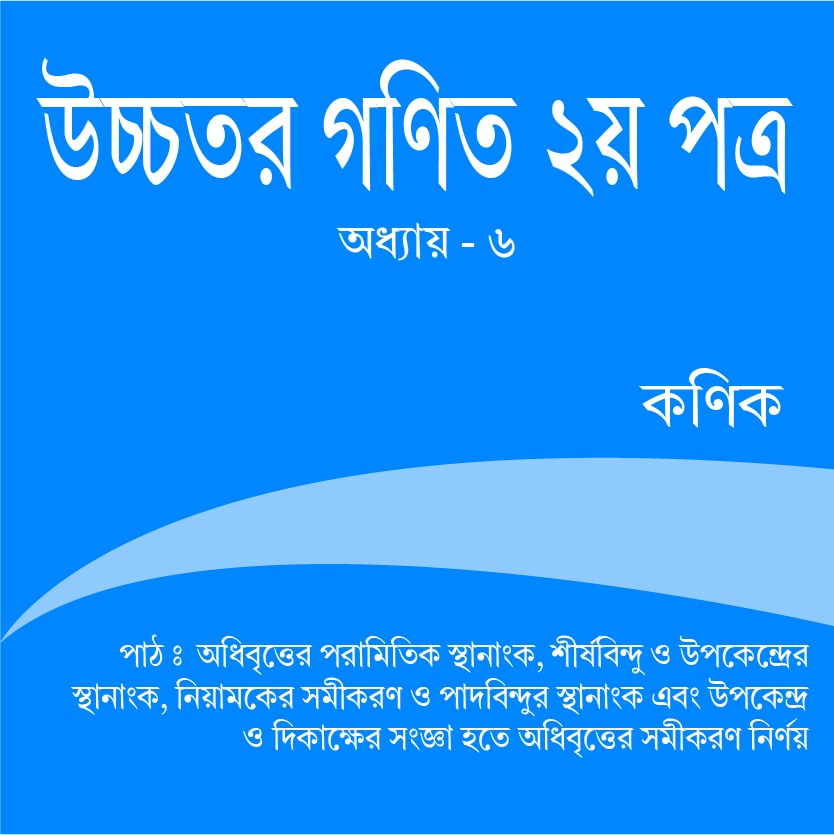 উচ্চতর গণিত ২য় পত্র
অধ্যায় - ৬
কণিক
পাঠ ঃ অধিবৃত্তের পরামিতিক স্থানাংক, শীর্ষবিন্দু ও উপকেন্দ্রের
স্থানাংক, নিয়ামকের সমীকরণ ও পাদবিন্দুর স্থানাংক এবং উপকেন্দ্র
ও দিকাক্ষের সংজ্ঞা হতে অধিবৃত্তের সমীকরণ নির্ণয়